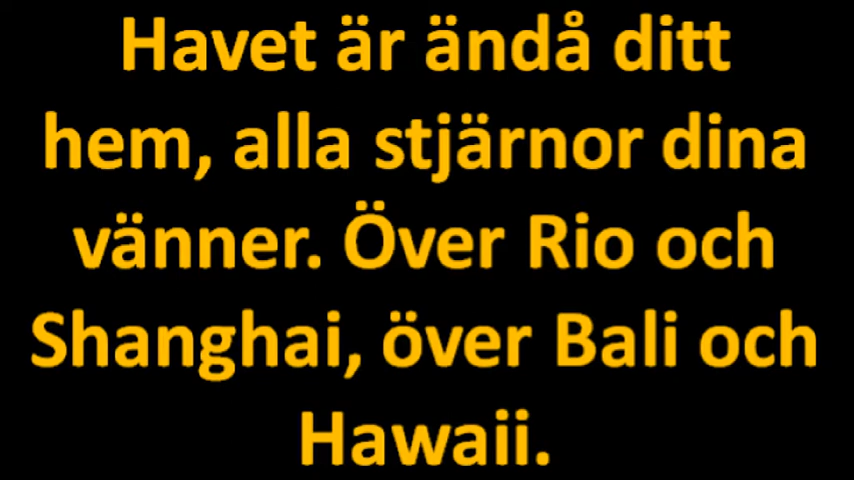 Havet är ändå ditt
hem, alla stjärnor dina
vänner. Över Rio och
Shanghai, över Bali och
Hawaii.